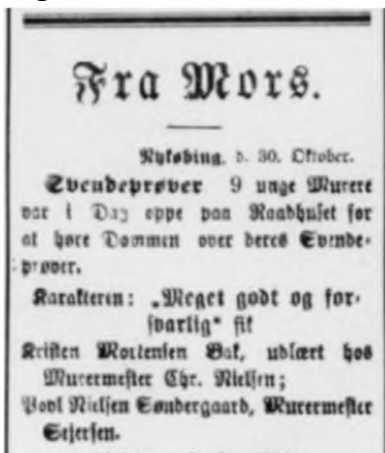 Fra Mors.
Nykøbing, d. 30. Oktober.
Svendeprøver 9 unge Murere
var i Dag oppe paa Raadhuset for
at høre Dommen over deres Svende-
prøver.
Karakteren: „Meget godt og for-
svarlig“ fik
Kristen Mortensen Bak, udlært hos
Murermester Chr. Nielsen;
Povl Nielsen Søndergaard, Murermester
Sejersen.